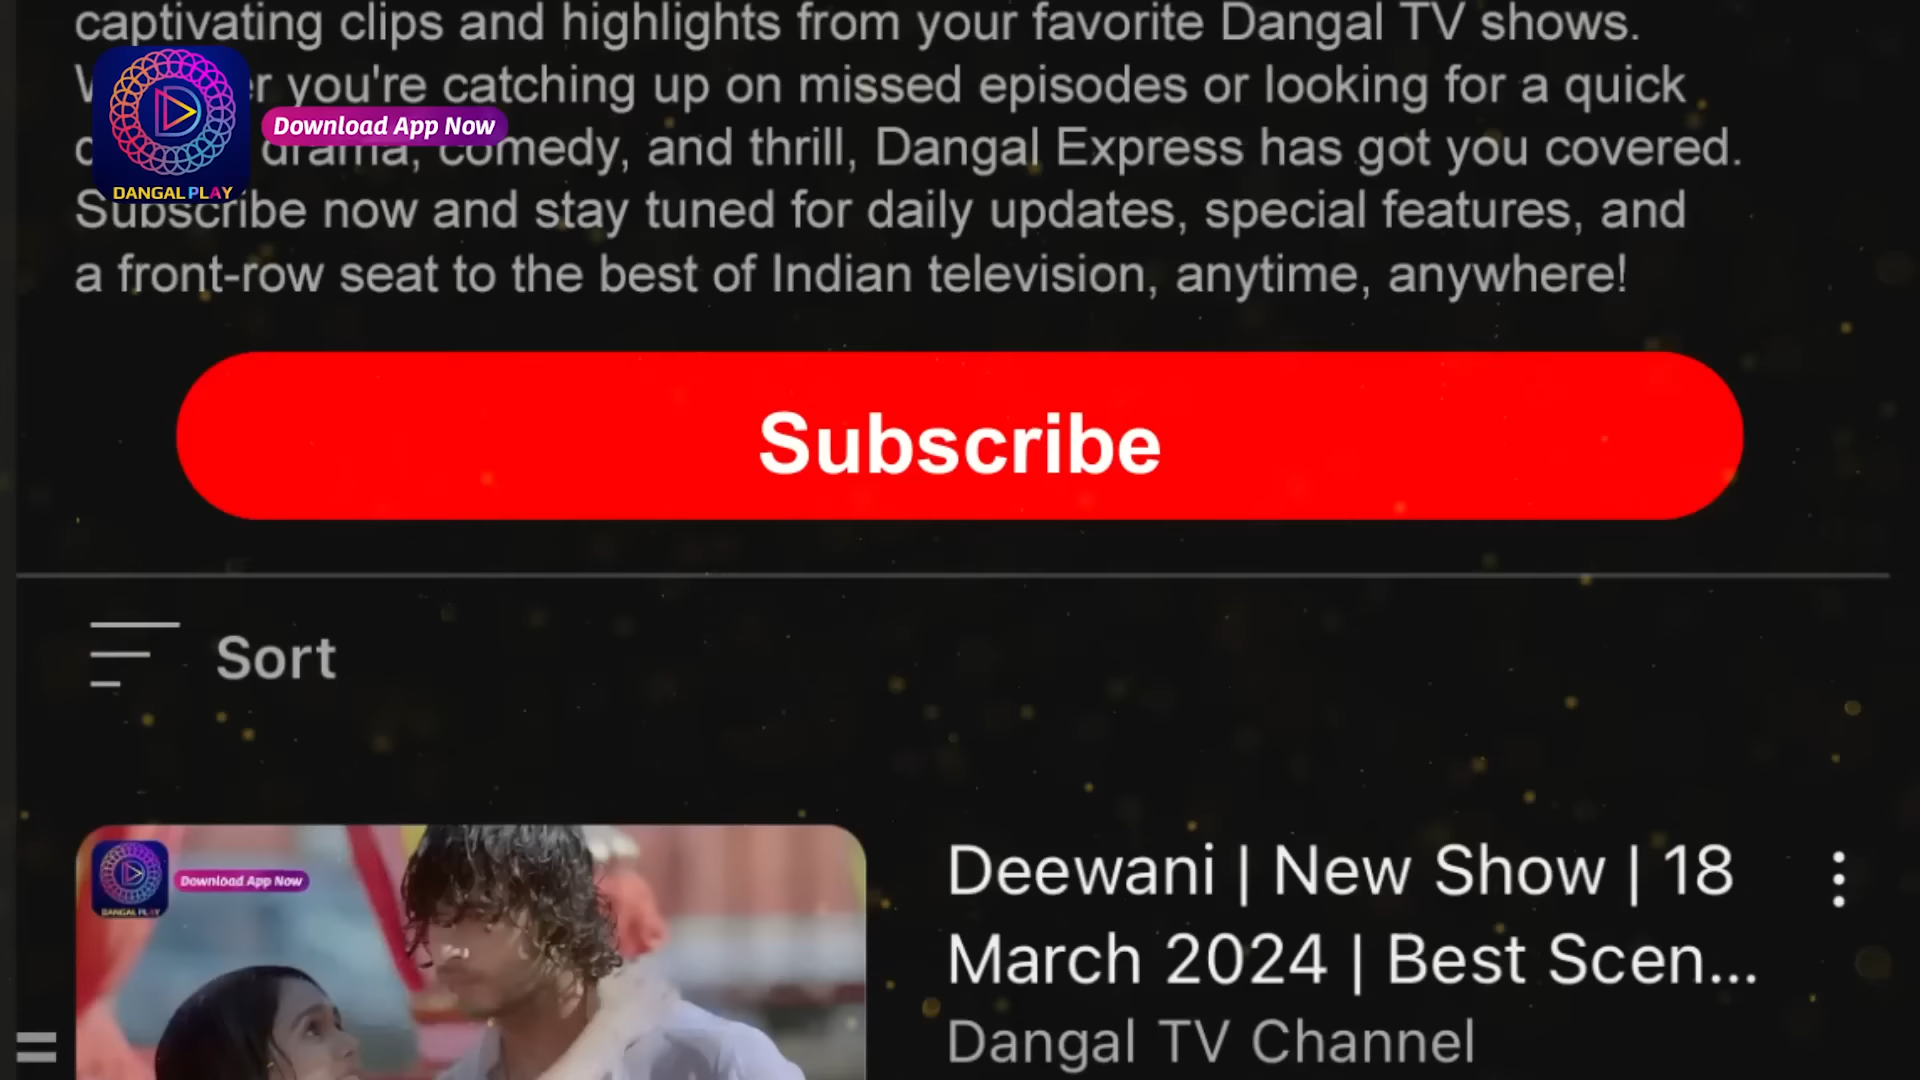 captivating clips and highlights from your favorite Dangal TV shows.
you're catching up on missed episodes or looking for a quick
Download App Now
drama, comedy, and thrill, Dangal Express has got you covered.
DANGAL PLAY
Subscribe now and stay tuned for daily updates, special features, and
a front-row seat to the best of Indian television, anytime, anywhere!
Subscribe
Sort
Download App Now
DANGAL PLAY
Deewani | New Show | 18
March 2024 | Best Scen...
Dangal TV Channel